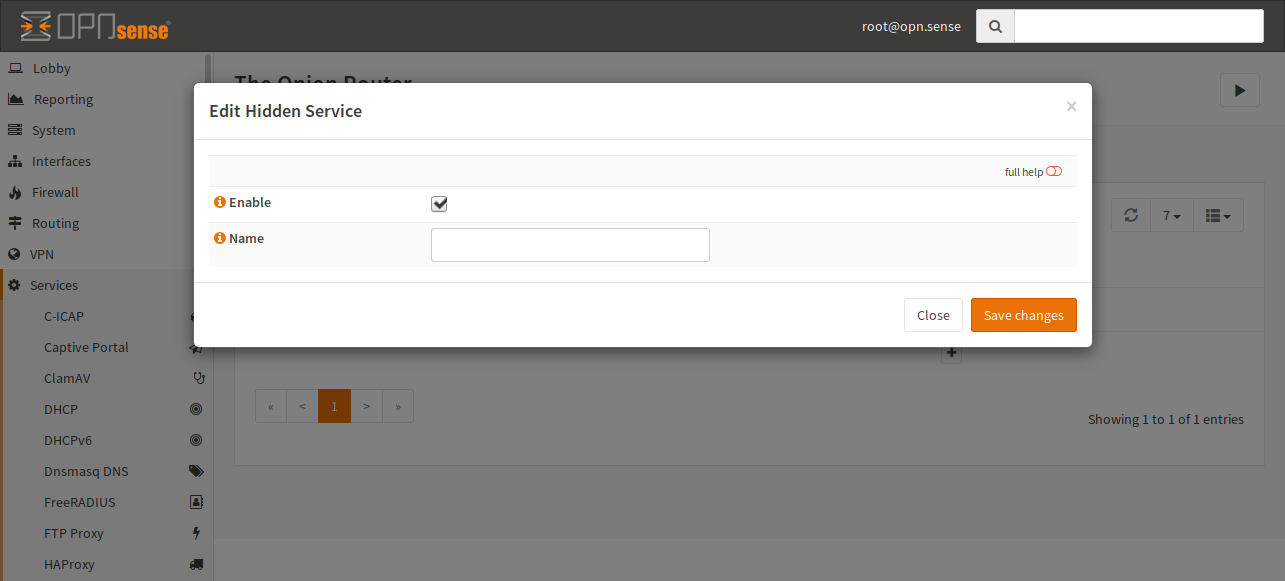 OPNsense
root@opn.sense
Lobby
Reporting
System
Interfaces
Firewall
Routing
VPN
Services
C-ICAP
Captive Portal
ClamAV
DHCP
DHCPv6
Dnsmasq DNS
FreeRADIUS
FTP Proxy
HAProxy
The Onion Router
Edit Hidden Service
×
full help
Enable
Name
Close
Save changes
7
« < 1 > »
Showing 1 to 1 of 1 entries